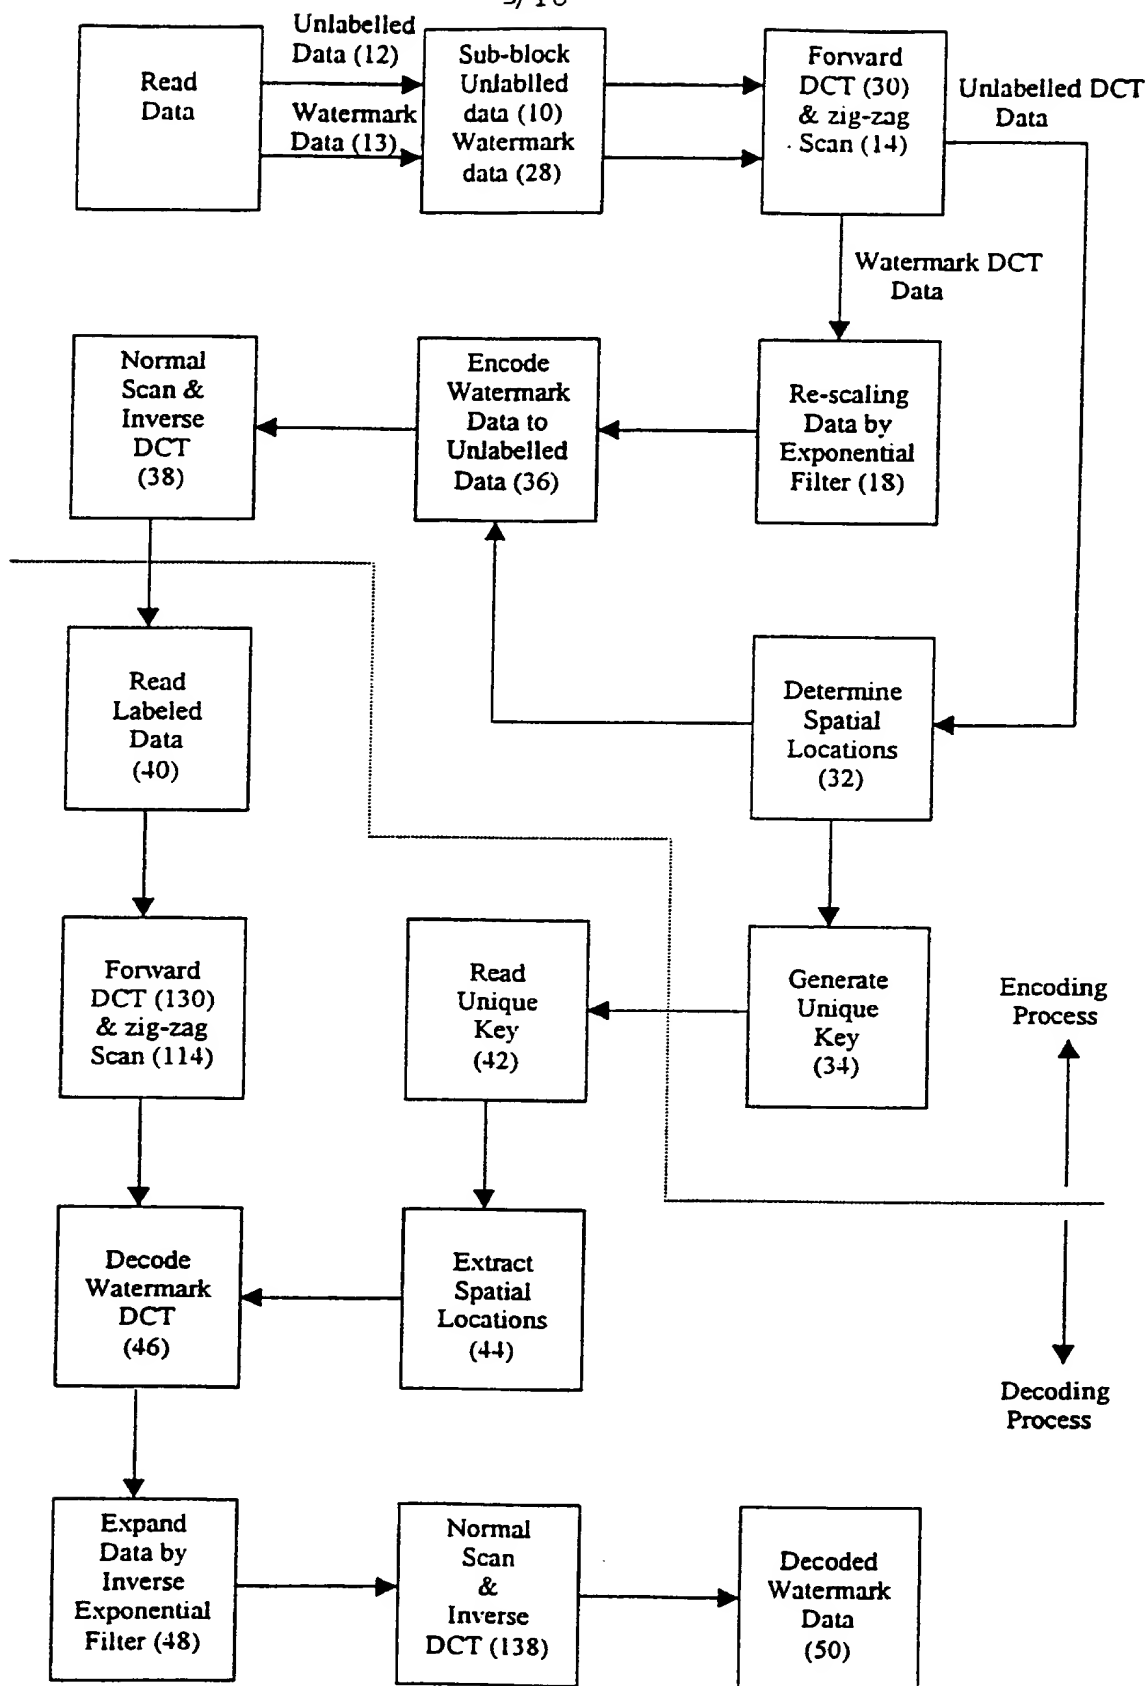 Read
Data
Unlabelled
Data (12)
Watermark
Data (13)
Sub-block
Unlablled
data (10)
Watermark
data (28)
Forward
DCT (30)
& zig-zag
Scan (14)
Unlabelled DCT
Data
Watermark DCT
Data
Normal
Scan &
Inverse
DCT
(38)
Encode
Watermark
Data to
Unlabelled
Data (36)
Re-scaling
Data by
Exponential
Filter (18)
Read
Labeled
Data
(40)
Determine
Spatial
Locations
(32)
Forward
DCT (130)
& zig-zag
Scan (114)
Read
Unique
Key
(42)
Generate
Unique
Key
(34)
Encoding
Process
Decode
Watermark
DCT
(46)
Extract
Spatial
Locations
(44)
Decoding
Process
Expand
Data by
Inverse
Exponential
Filter (48)
Normal
Scan
&
Inverse
DCT (138)
Decoded
Watermark
Data
(50)